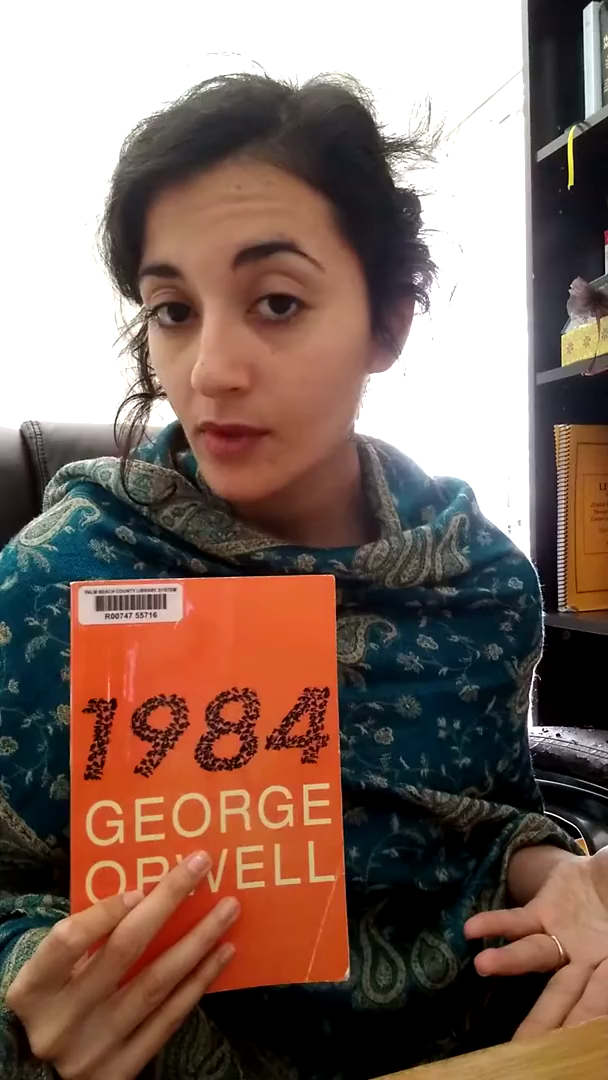 PALM BEACH COUNTY LIBRARY SYSTEM
R00747 55716
1984
GEORGE
ORWELL